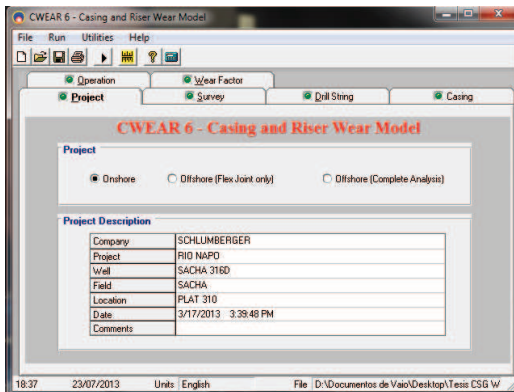 CWEAR 6 - Casing and Riser Wear Model
File Run Utilities Help
Operation Wear Factor
Project Survey Drill String Casing
CWEAR 6 - Casing and Riser Wear Model
Project
Onshore Offshore (Flex Joint only) Offshore (Complete Analysis)
Project Description
Company SCHLUMBERGER
Project RIO NAPO
Well SACHA 316D
Field SACHA
Location PLAT 310
Date 3/17/2013 3:39:48 PM
Comments
18:37 23/07/2013 Units English File D:\Documentos de Vaio\Desktop\Tesis CSG W